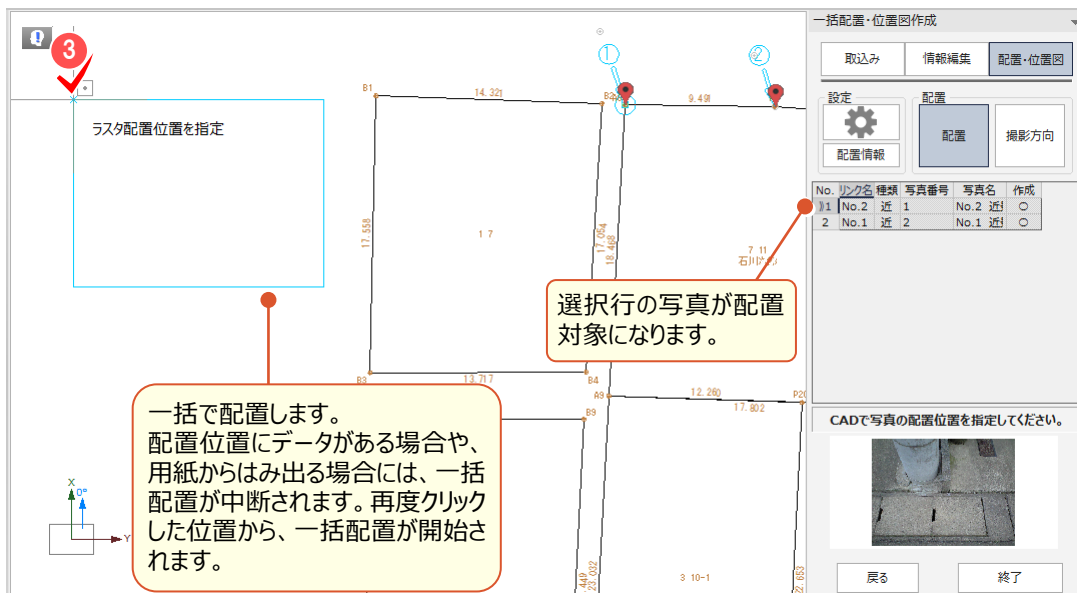 一括配置・位置図作成
取込み
情報編集
配置・位置図
設定
配置
配置情報
配置
撮影方向
No. リンク名 種類 写真番号 写真名 作成
1 No.2 近 1 No.2 近 ○
2 No.1 近 2 No.1 近 ○
3
ラスタ配置位置を指定
①
②
B1
14.321
B2
9.491
17.558
1 7
17.054
18.468
7 11
選択行の写真が配置
対象になります。
B3
13.717
B4
A9
12.260
P20
17.802
B9
一括で配置します。
配置位置にデータがある場合や、
用紙からはみ出る場合には、一括
配置が中断されます。再度クリック
した位置から、一括配置が開始さ
れます。
X
0°
Y
.449
23.032
3 10-1
22.653
CADで写真の配置位置を指定してください。
戻る
終了